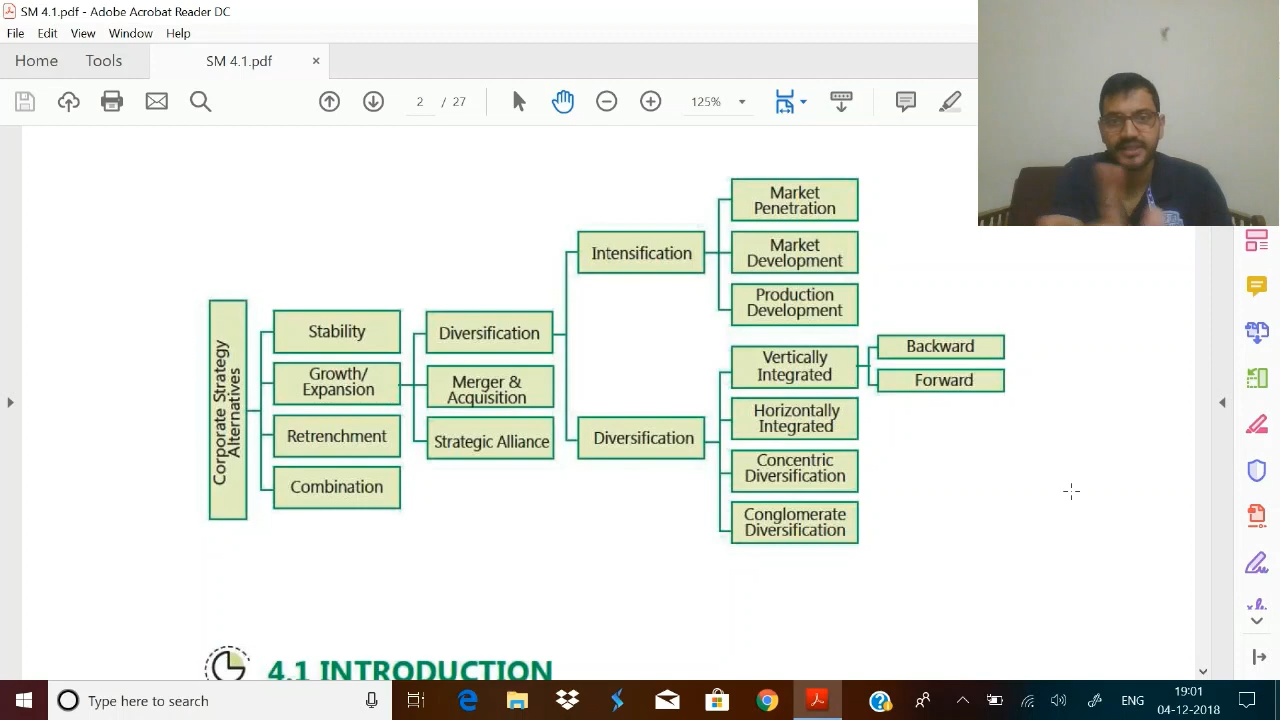 SM 4.1.pdf - Adobe Acrobat Reader DC
File Edit View Window Help
Home Tools SM 4.1.pdf ×
2 / 27 125%
Market
Penetration
Intensification
Market
Development
Production
Development
Corporate Strategy
Alternatives
Stability
Growth/
Expansion
Retrenchment
Combination
Diversification
Merger &
Acquisition
Strategic Alliance
Diversification
Vertically
Integrated
Backward
Forward
Horizontally
Integrated
Concentric
Diversification
Conglomerate
Diversification
4.1 INTRODUCTION
Type here to search
ENG
19:01
04-12-2018